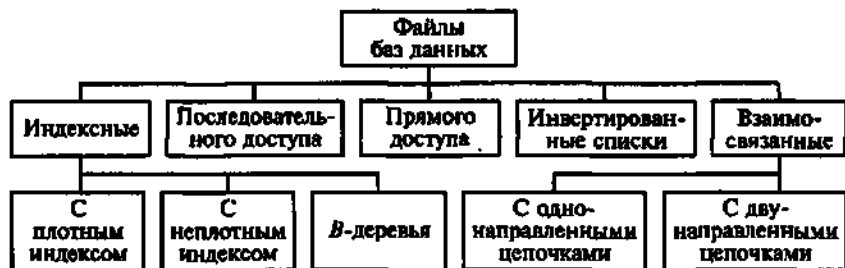 Файлы
баз данных
Индексные
Последователь-
ного доступа
Прямого
доступа
Инвертирован-
ные списки
Взаимо-
связанные
С
плотным
индексом
С
неплотным
индексом
B-деревья
С одно-
направленными
цепочками
С дву-
направленными
цепочками